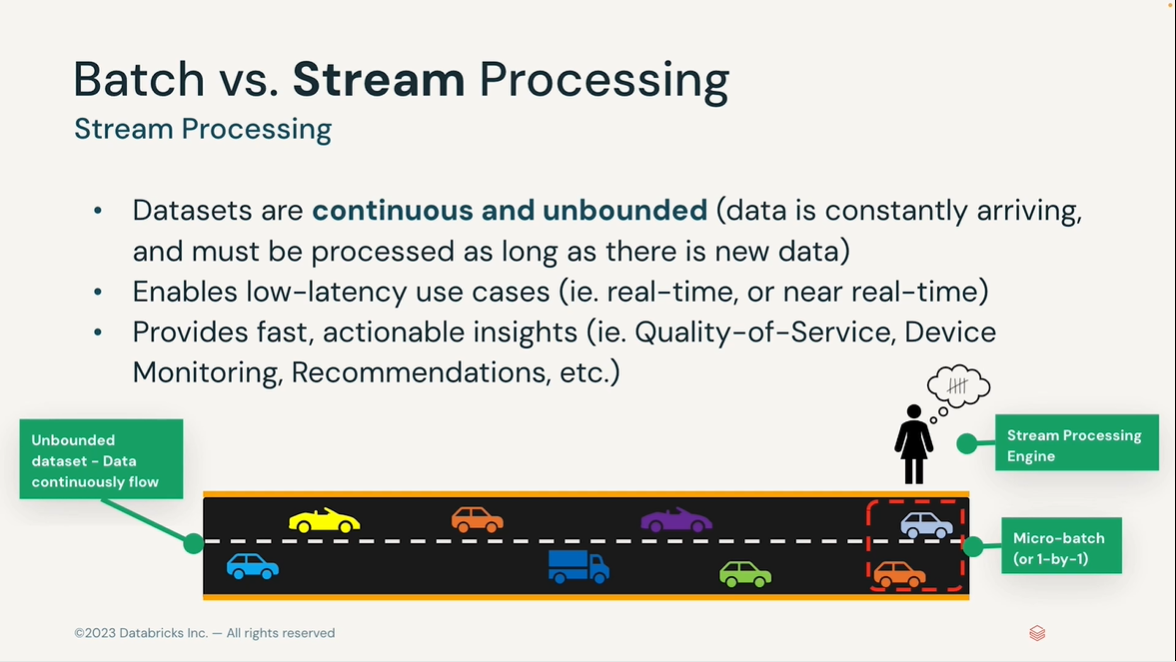 Batch vs. Stream Processing
Stream Processing
• Datasets are continuous and unbounded (data is constantly arriving,
and must be processed as long as there is new data)
• Enables low-latency use cases (ie. real-time, or near real-time)
• Provides fast, actionable insights (ie. Quality-of-Service, Device
Monitoring, Recommendations, etc.)
Unbounded
dataset - Data
continuously flow
Stream Processing
Engine
Micro-batch
(or 1-by-1)
©2023 Databricks Inc. — All rights reserved